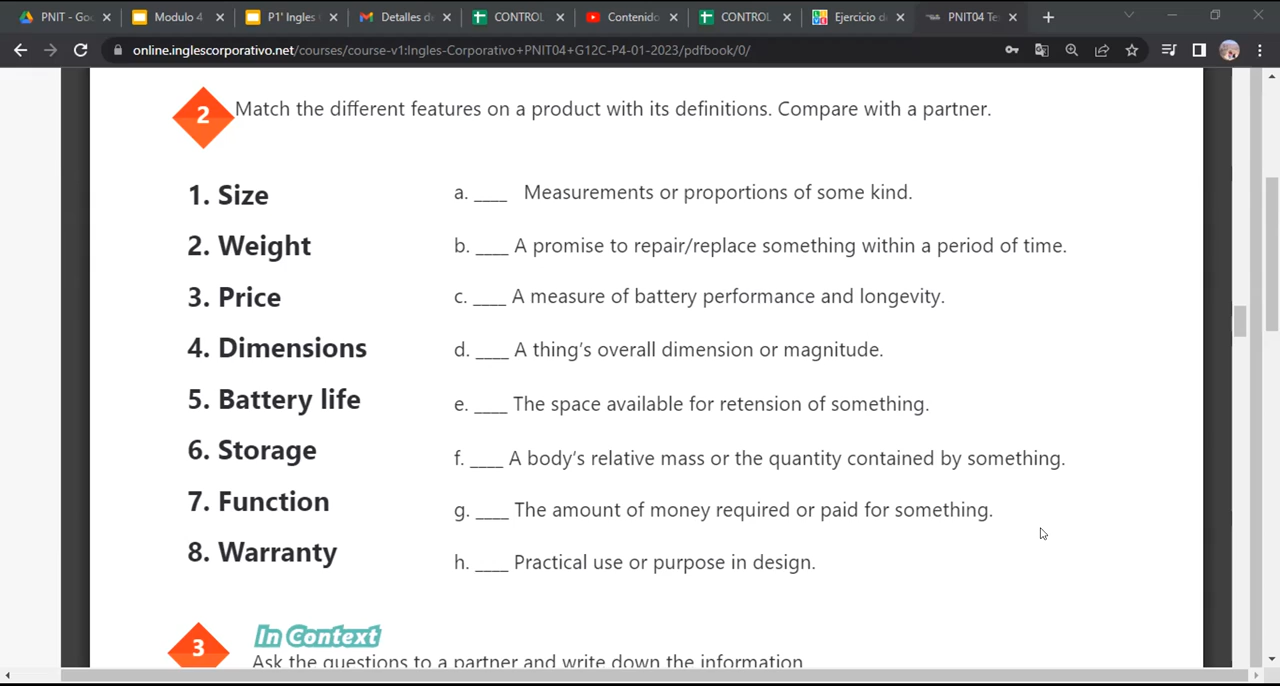 PNIT - Goo
Modulo 4
P1' Ingles
Detalles de
CONTROL
Contenido
CONTROL
Ejercicio d
PNIT04 Te
online.inglescorporativo.net/courses/course-v1:Ingles-Corporativo+PNIT04+G12C-P4-01-2023/pdfbook/0/
2 Match the different features on a product with its definitions. Compare with a partner.
1. Size
a. ____ Measurements or proportions of some kind.
2. Weight
b. ____ A promise to repair/replace something within a period of time.
3. Price
c. ____ A measure of battery performance and longevity.
4. Dimensions
d. ____ A thing's overall dimension or magnitude.
5. Battery life
e. ____ The space available for retension of something.
6. Storage
f. ____ A body's relative mass or the quantity contained by something.
7. Function
g. ____ The amount of money required or paid for something.
8. Warranty
h. ____ Practical use or purpose in design.
3 In Context
Ask the questions to a partner and write down the information